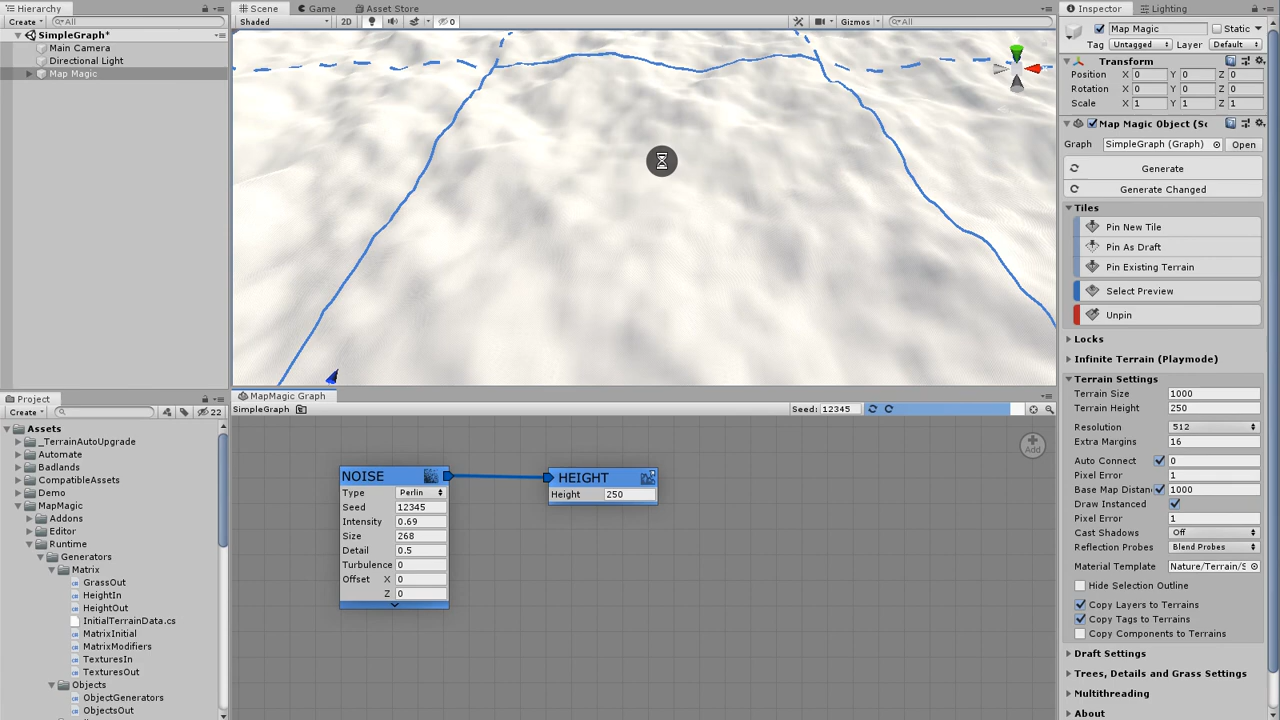 Hierarchy
Create
All
SimpleGraph*
Main Camera
Directional Light
Map Magic
Scene
Game
Asset Store
Shaded
2D
0
Gizmos
All
Project
Create
22
Assets
_TerrainAutoUpgrade
Automate
Badlands
CompatibleAssets
Demo
MapMagic
Addons
Editor
Runtime
Generators
Matrix
GrassOut
HeightIn
HeightOut
InitialTerrainData.cs
MatrixInitial
MatrixModifiers
TexturesIn
TexturesOut
Objects
ObjectGenerators
ObjectsOut
MapMagic Graph
SimpleGraph
Seed: 12345
Add
NOISE
Type Perlin
Seed 12345
Intensity 0.69
Size 268
Detail 0.5
Turbulence 0
Offset X 0
Z 0
HEIGHT
Height 250
Inspector
Lighting
Map Magic Static
Tag Untagged Layer Default
Transform
Position X 0 Y 0 Z 0
Rotation X 0 Y 0 Z 0
Scale X 1 Y 1 Z 1
Map Magic Object (Sc
Graph SimpleGraph (Graph) Open
Generate
Generate Changed
Tiles
Pin New Tile
Pin As Draft
Pin Existing Terrain
Select Preview
Unpin
Locks
Infinite Terrain (Playmode)
Terrain Settings
Terrain Size 1000
Terrain Height 250
Resolution 512
Extra Margins 16
Auto Connect 0
Pixel Error 1
Base Map Distan 1000
Draw Instanced
Pixel Error 1
Cast Shadows Off
Reflection Probes Blend Probes
Material Template Nature/Terrain/S
Hide Selection Outline
Copy Layers to Terrains
Copy Tags to Terrains
Copy Components to Terrains
Draft Settings
Trees, Details and Grass Settings
Multithreading
About